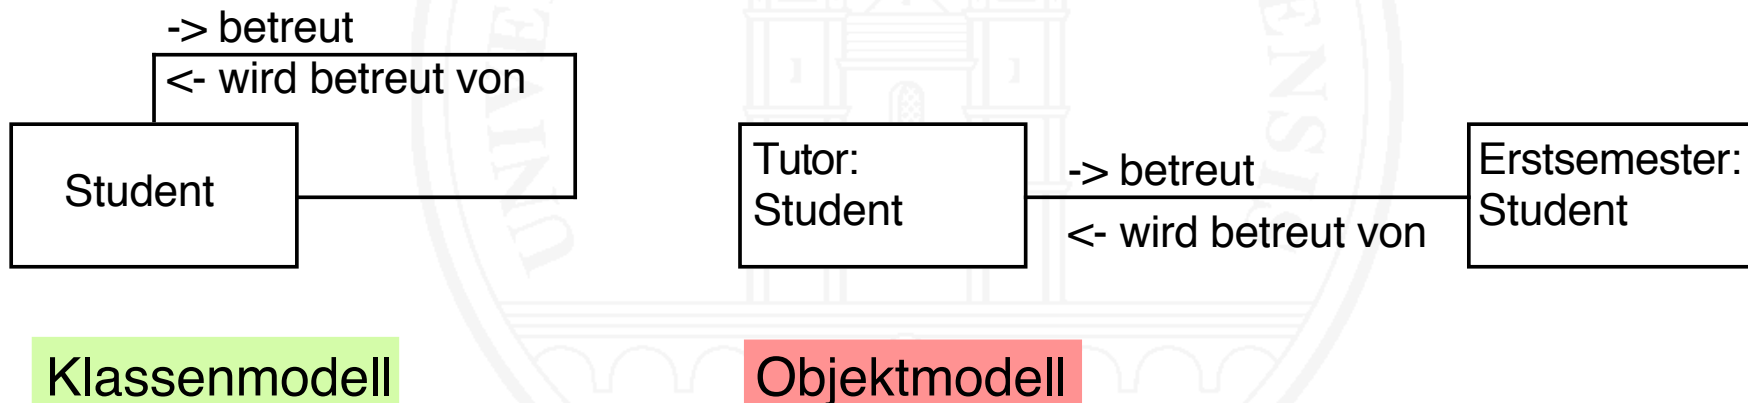 -> betreut
<- wird betreut von
Student
Tutor:
Student
-> betreut
<- wird betreut von
Erstsemester:
Student
Klassenmodell
Objektmodell